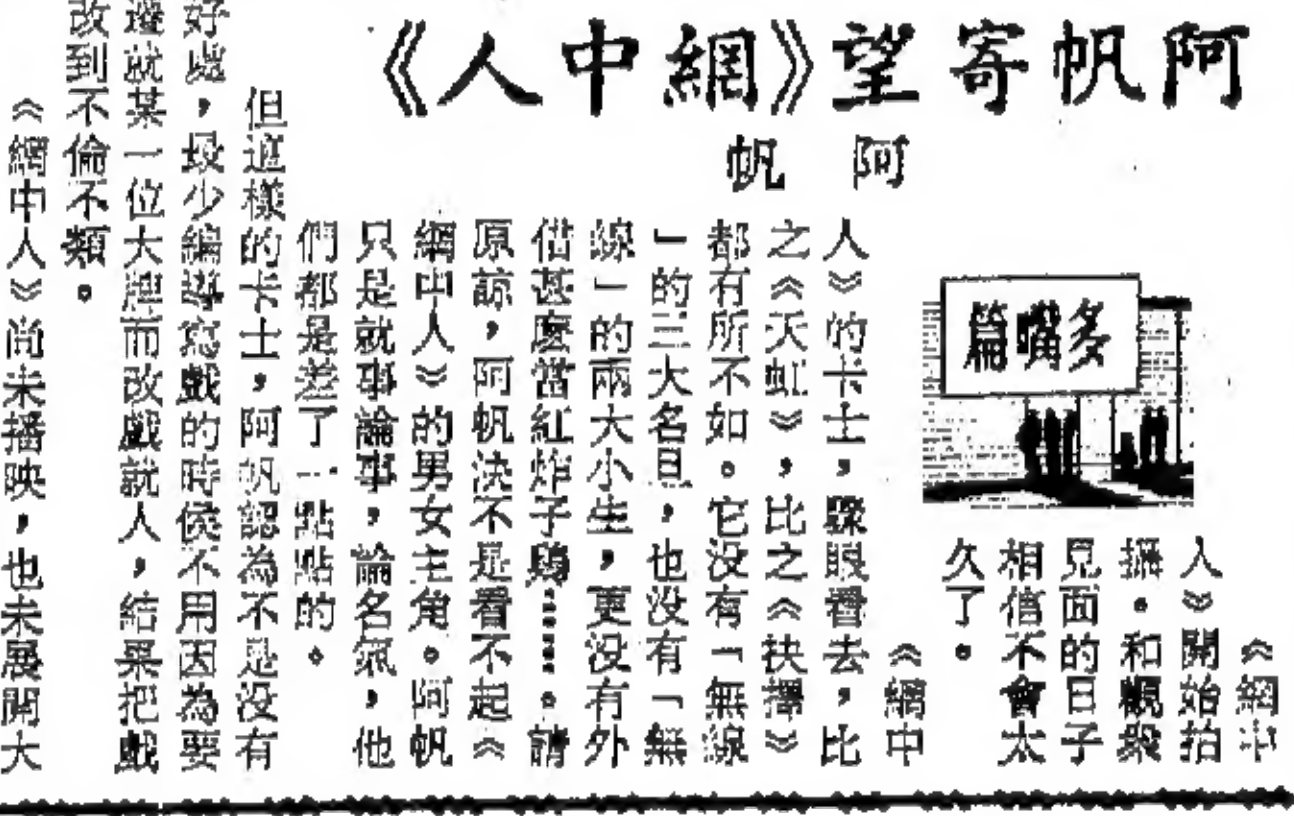 阿帆寄望《網中人》
阿帆
多嘴篇
《網中
人》開始拍
攝。和觀衆
見面的日子
相信不會太
久了。
《網中
人》的卡士,驟眼看去,比
之《天虹》,比之《抉擇》
都有所不如。它没有「無線
」的三大名旦,也没有「無
線」的兩大小生,更没有外
借甚麽當紅炸子鷄……。請
原諒,阿帆決不是看不起《
網中人》的男女主角。阿帆
只是就事論事,論名氣,他
們都是差了一點點的。
但這樣的卡士,阿帆認為不是没有
好處,最少編導寫戲的時侯不用因為要
遷就某一位大牌而改戲就人,結果把戲
改到不倫不類。
《網中人》尚未播映,也未展開大